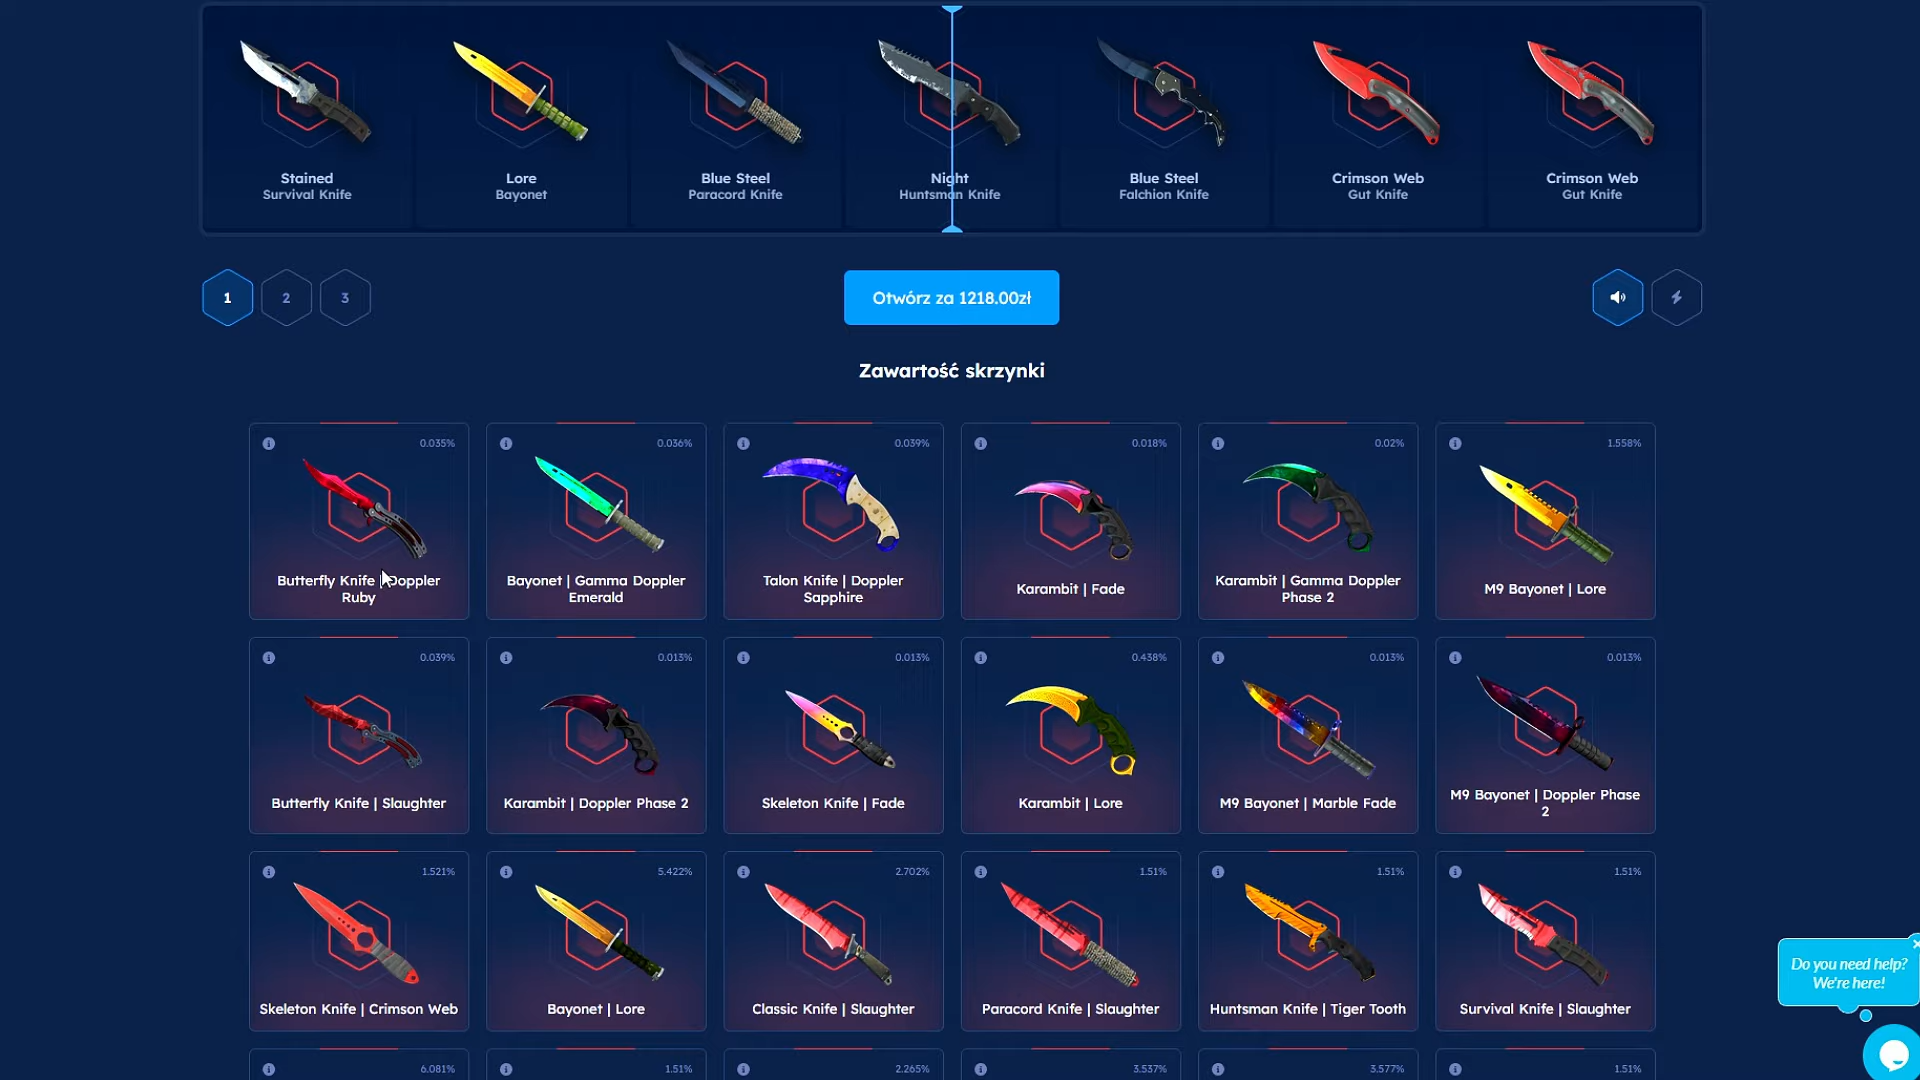 Stained
Survival Knife
Lore
Bayonet
Blue Steel
Paracord Knife
Night
Huntsman Knife
Blue Steel
Falchion Knife
Crimson Web
Gut Knife
Crimson Web
Gut Knife
1
2
3
Otwórz za 1218.00zł
Zawartość skrzynki
0.035%
Butterfly Knife | Doppler
Ruby
0.036%
Bayonet | Gamma Doppler
Emerald
0.039%
Talon Knife | Doppler
Sapphire
0.018%
Karambit | Fade
0.02%
Karambit | Gamma Doppler
Phase 2
1.558%
M9 Bayonet | Lore
0.039%
Butterfly Knife | Slaughter
0.013%
Karambit | Doppler Phase 2
0.013%
Skeleton Knife | Fade
0.438%
Karambit | Lore
0.013%
M9 Bayonet | Marble Fade
0.013%
M9 Bayonet | Doppler Phase
2
1.521%
Skeleton Knife | Crimson Web
5.422%
Bayonet | Lore
2.702%
Classic Knife | Slaughter
1.51%
Paracord Knife | Slaughter
1.51%
Huntsman Knife | Tiger Tooth
1.51%
Survival Knife | Slaughter
6.081%
1.51%
2.265%
3.537%
3.577%
1.51%
Do you need help?
We're here!